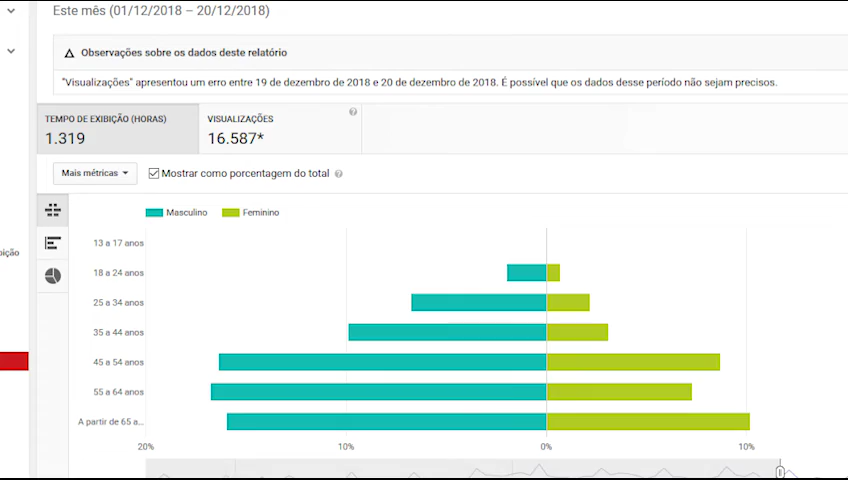 Este mês (01/12/2018 – 20/12/2018)
Observações sobre os dados deste relatório
"Visualizações" apresentou um erro entre 19 de dezembro de 2018 e 20 de dezembro de 2018. É possível que os dados desse período não sejam precisos.
TEMPO DE EXIBIÇÃO (HORAS)
1.319
VISUALIZAÇÕES
16.587*
Mais métricas
Mostrar como porcentagem do total
Masculino
Feminino
13 a 17 anos
18 a 24 anos
bição
25 a 34 anos
35 a 44 anos
45 a 54 anos
55 a 64 anos
A partir de 65 a...
20% 10% 0% 10%